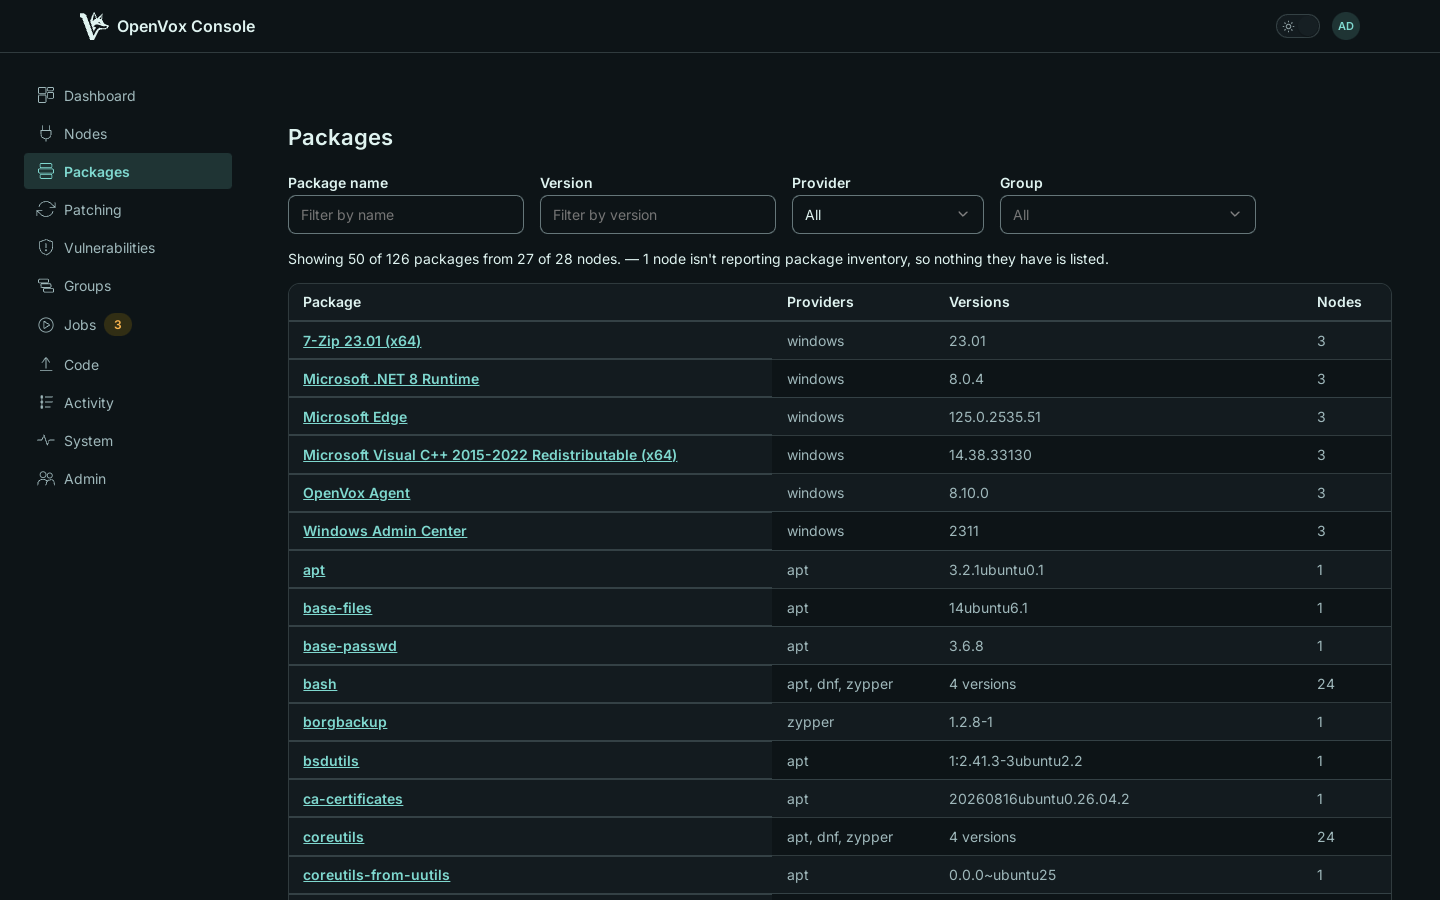 OpenVox Console
AD
Dashboard
Nodes
Packages
Patching
Vulnerabilities
Groups
Jobs 3
Code
Activity
System
Admin
Packages
Package name Version Provider Group
Filter by name Filter by version All All
Showing 50 of 126 packages from 27 of 28 nodes. — 1 node isn't reporting package inventory, so nothing they have is listed.
Package Providers Versions Nodes
7-Zip 23.01 (x64) windows 23.01 3
Microsoft .NET 8 Runtime windows 8.0.4 3
Microsoft Edge windows 125.0.2535.51 3
Microsoft Visual C++ 2015-2022 Redistributable (x64) windows 14.38.33130 3
OpenVox Agent windows 8.10.0 3
Windows Admin Center windows 2311 3
apt apt 3.2.1ubuntu0.1 1
base-files apt 14ubuntu6.1 1
base-passwd apt 3.6.8 1
bash apt, dnf, zypper 4 versions 24
borgbackup zypper 1.2.8-1 1
bsdutils apt 1:2.41.3-3ubuntu2.2 1
ca-certificates apt 20260816ubuntu0.26.04.2 1
coreutils apt, dnf, zypper 4 versions 24
coreutils-from-uutils apt 0.0.0~ubuntu25 1